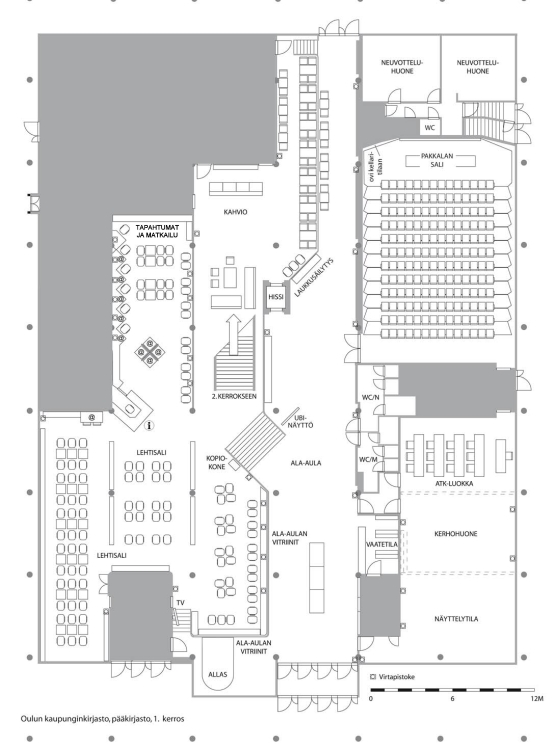 NEUVOTTELU-
HUONE
NEUVOTTELU-
HUONE
WC
ovi kellari-
tilaan
PAKKALAN
SALI
KAHVIO
TAPAHTUMAT
JA MATKAILU
@
@
@
@
@
LAUKKUSÄILYTYS
HISSI
@
@ @
@
2. KERROKSEEN
@
i
UBI-
NÄYTTÖ
WC/N
LEHTISALI
KOPIO-
KONE
ALA-AULA
WC/M
ATK-LUOKKA
ALA-AULAN
VITRIINIT
VAATETILA
KERHOHUONE
LEHTISALI
TV
NÄYTTELYTILA
ALA-AULAN
VITRIINIT
ALLAS
Virtapistoke
0 6 12M
Oulun kaupunginkirjasto, pääkirjasto, 1. kerros